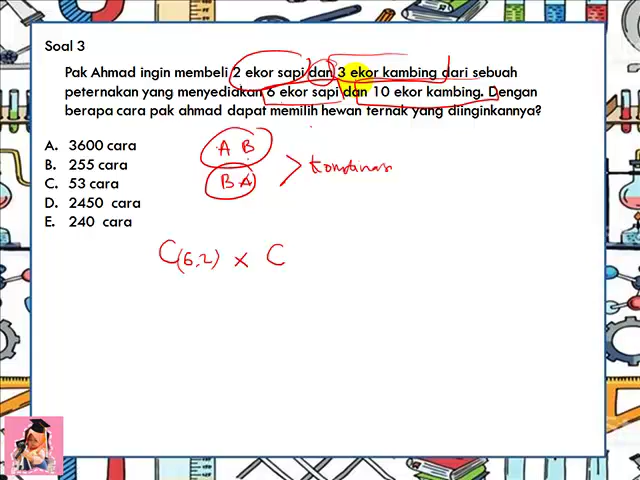 Soal 3
Pak Ahmad ingin membeli 2 ekor sapi dan 3 ekor kambing dari sebuah
peternakan yang menyediakan 6 ekor sapi dan 10 ekor kambing. Dengan
berapa cara pak ahmad dapat memilih hewan ternak yang diinginkannya?
A. 3600 cara
B. 255 cara
C. 53 cara
D. 2450 cara
E. 240 cara
A B
B A
C(6,2) × C